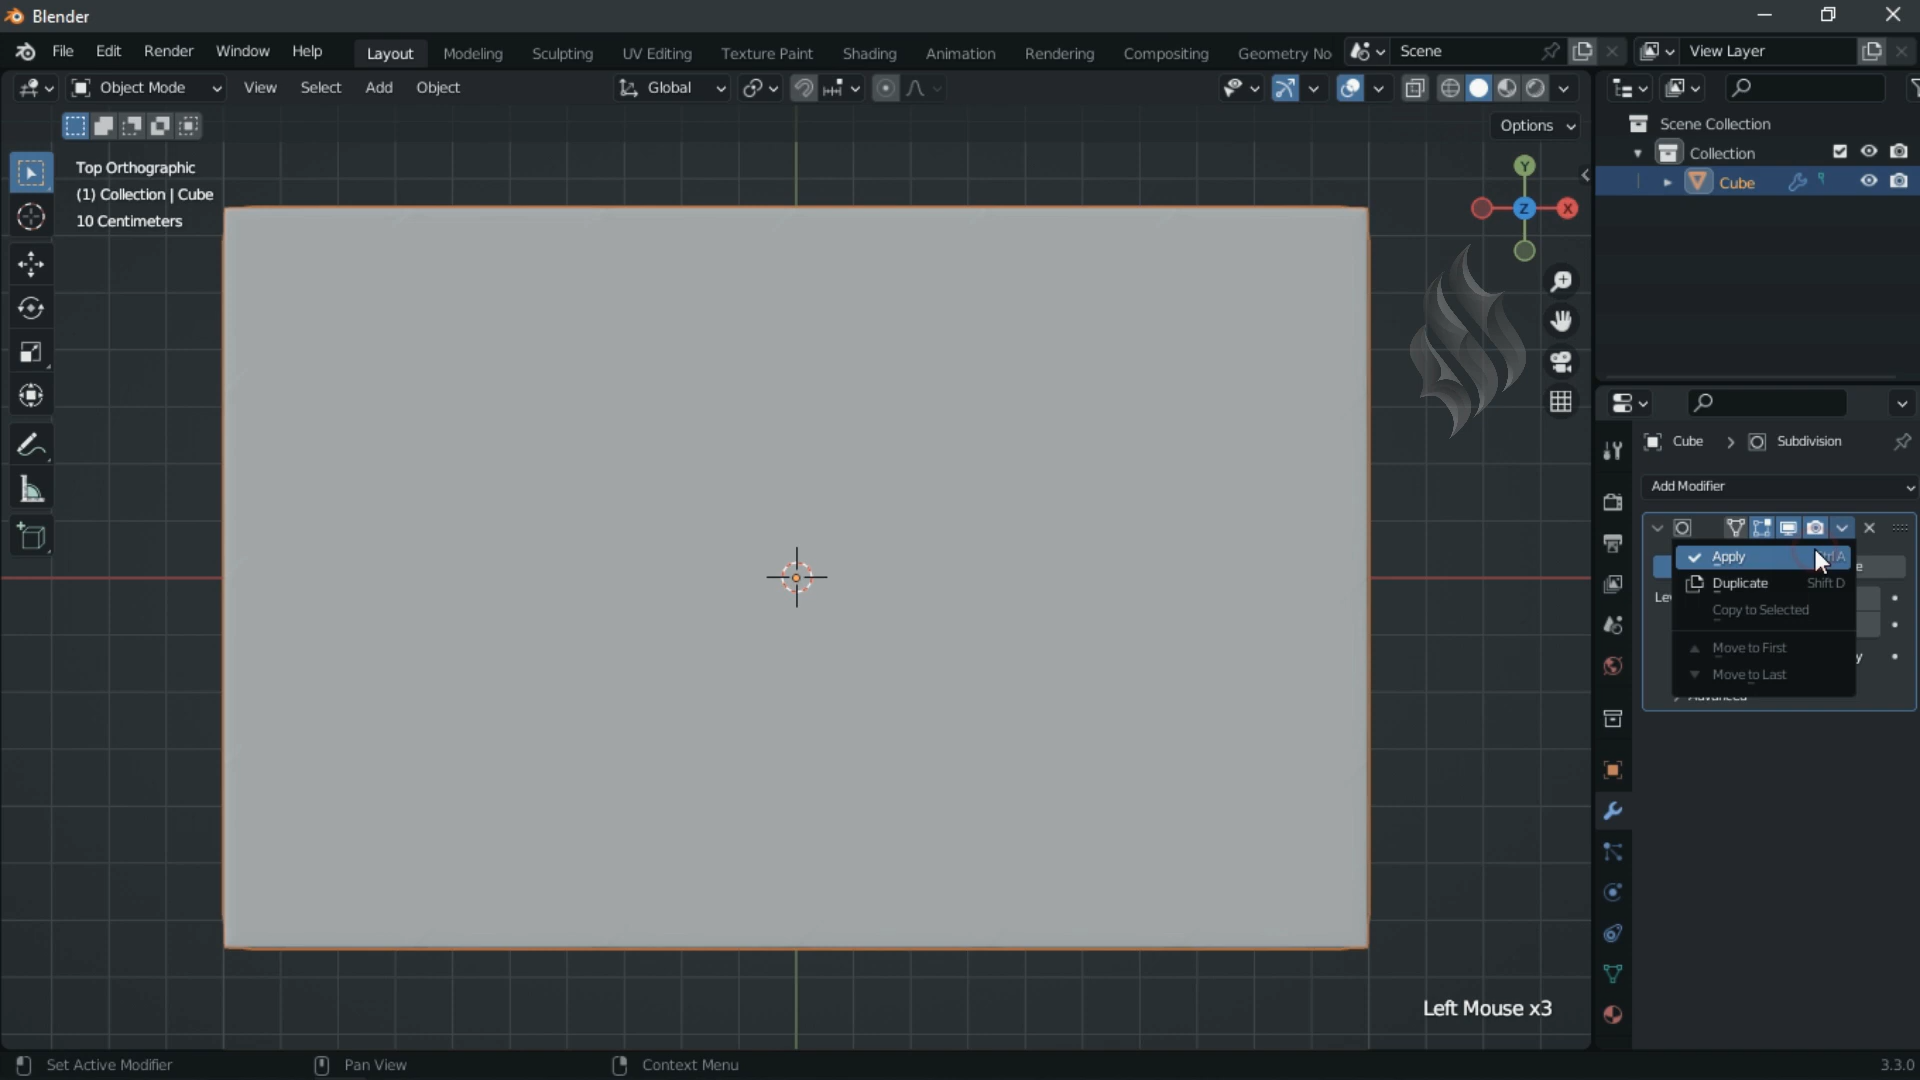 Blender
File Edit Render Window Help Layout Modeling Sculpting UV Editing Texture Paint Shading Animation Rendering Compositing Geometry No Scene View Layer
Object Mode View Select Add Object Global
Options
Top Orthographic
(1) Collection | Cube
10 Centimeters
Y
X
Z
Scene Collection
Collection
Cube
Cube > Subdivision
Add Modifier
Apply
Duplicate Shift D
Copy to Selected
Move to First
Move to Last
Left Mouse x3
Set Active Modifier Pan View Context Menu 3.3.0